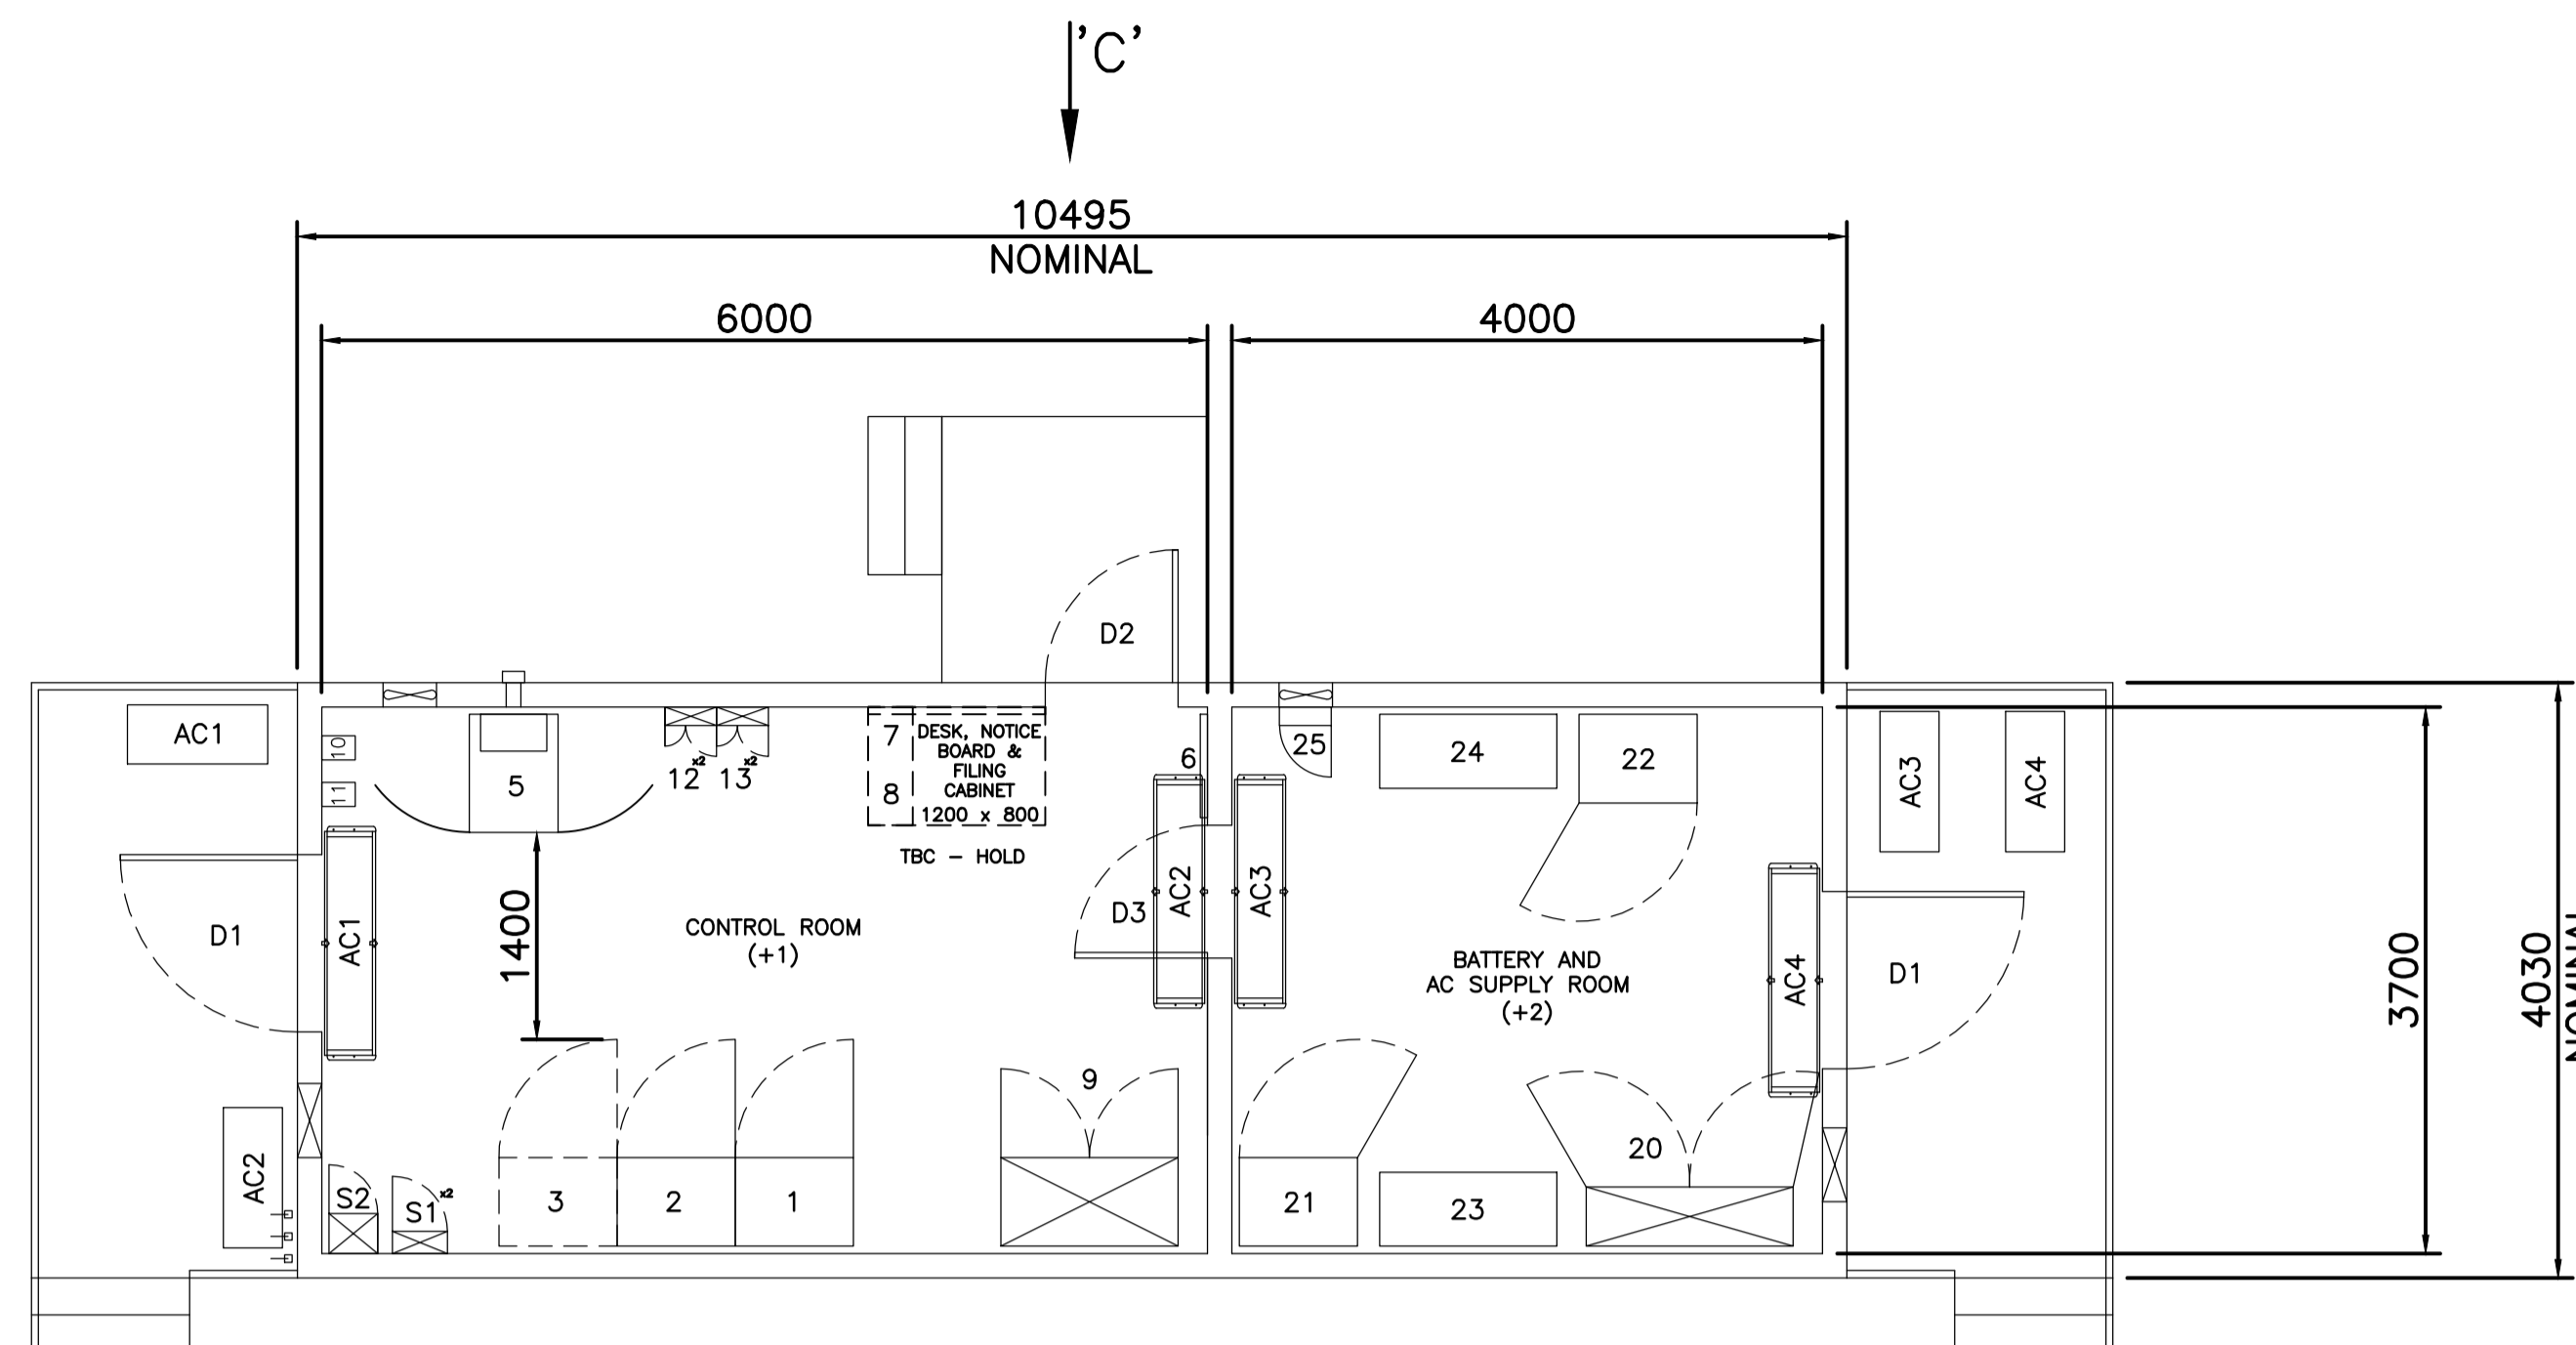 'C'
10495
NOMINAL
6000
4000
D2
AC1
10
11
5
12 x2
13 x2
7
8
DESK, NOTICE
BOARD &
FILING
CABINET
1200 x 800
TBC – HOLD
6
25
24
22
AC3
AC4
D1
AC1
1400
CONTROL ROOM
(+1)
D3
AC2
AC3
BATTERY AND
AC SUPPLY ROOM
(+2)
AC4
D1
3700
4030
NOMINAL
AC2
S2
S1 x2
3
2
1
9
21
23
20